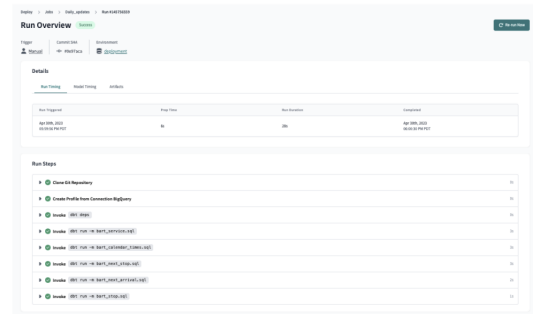 Deploy > Jobs > Daily_updates > Run #145755020
Run Overview Success
Re-run Now
Trigger Commit SHA Environment
Manual deployment
Details
Run Timing Model Timing Artifacts
Run Triggered Prep Time Run Duration Completed
Apr 30th, 2023 Apr 30th, 2023
Run Steps
Clone Git Repository
Create Profile from Connection BigQuery
Invoke dbt deps
Invoke dbt run -m Bart_service.sql
Invoke dbt run -m Bart_calendar_times.sql
Invoke dbt run -m Bart_next_stop.sql
Invoke dbt run -m Bart_next_arrival.sql
Invoke dbt run -m Bart_stop.sql